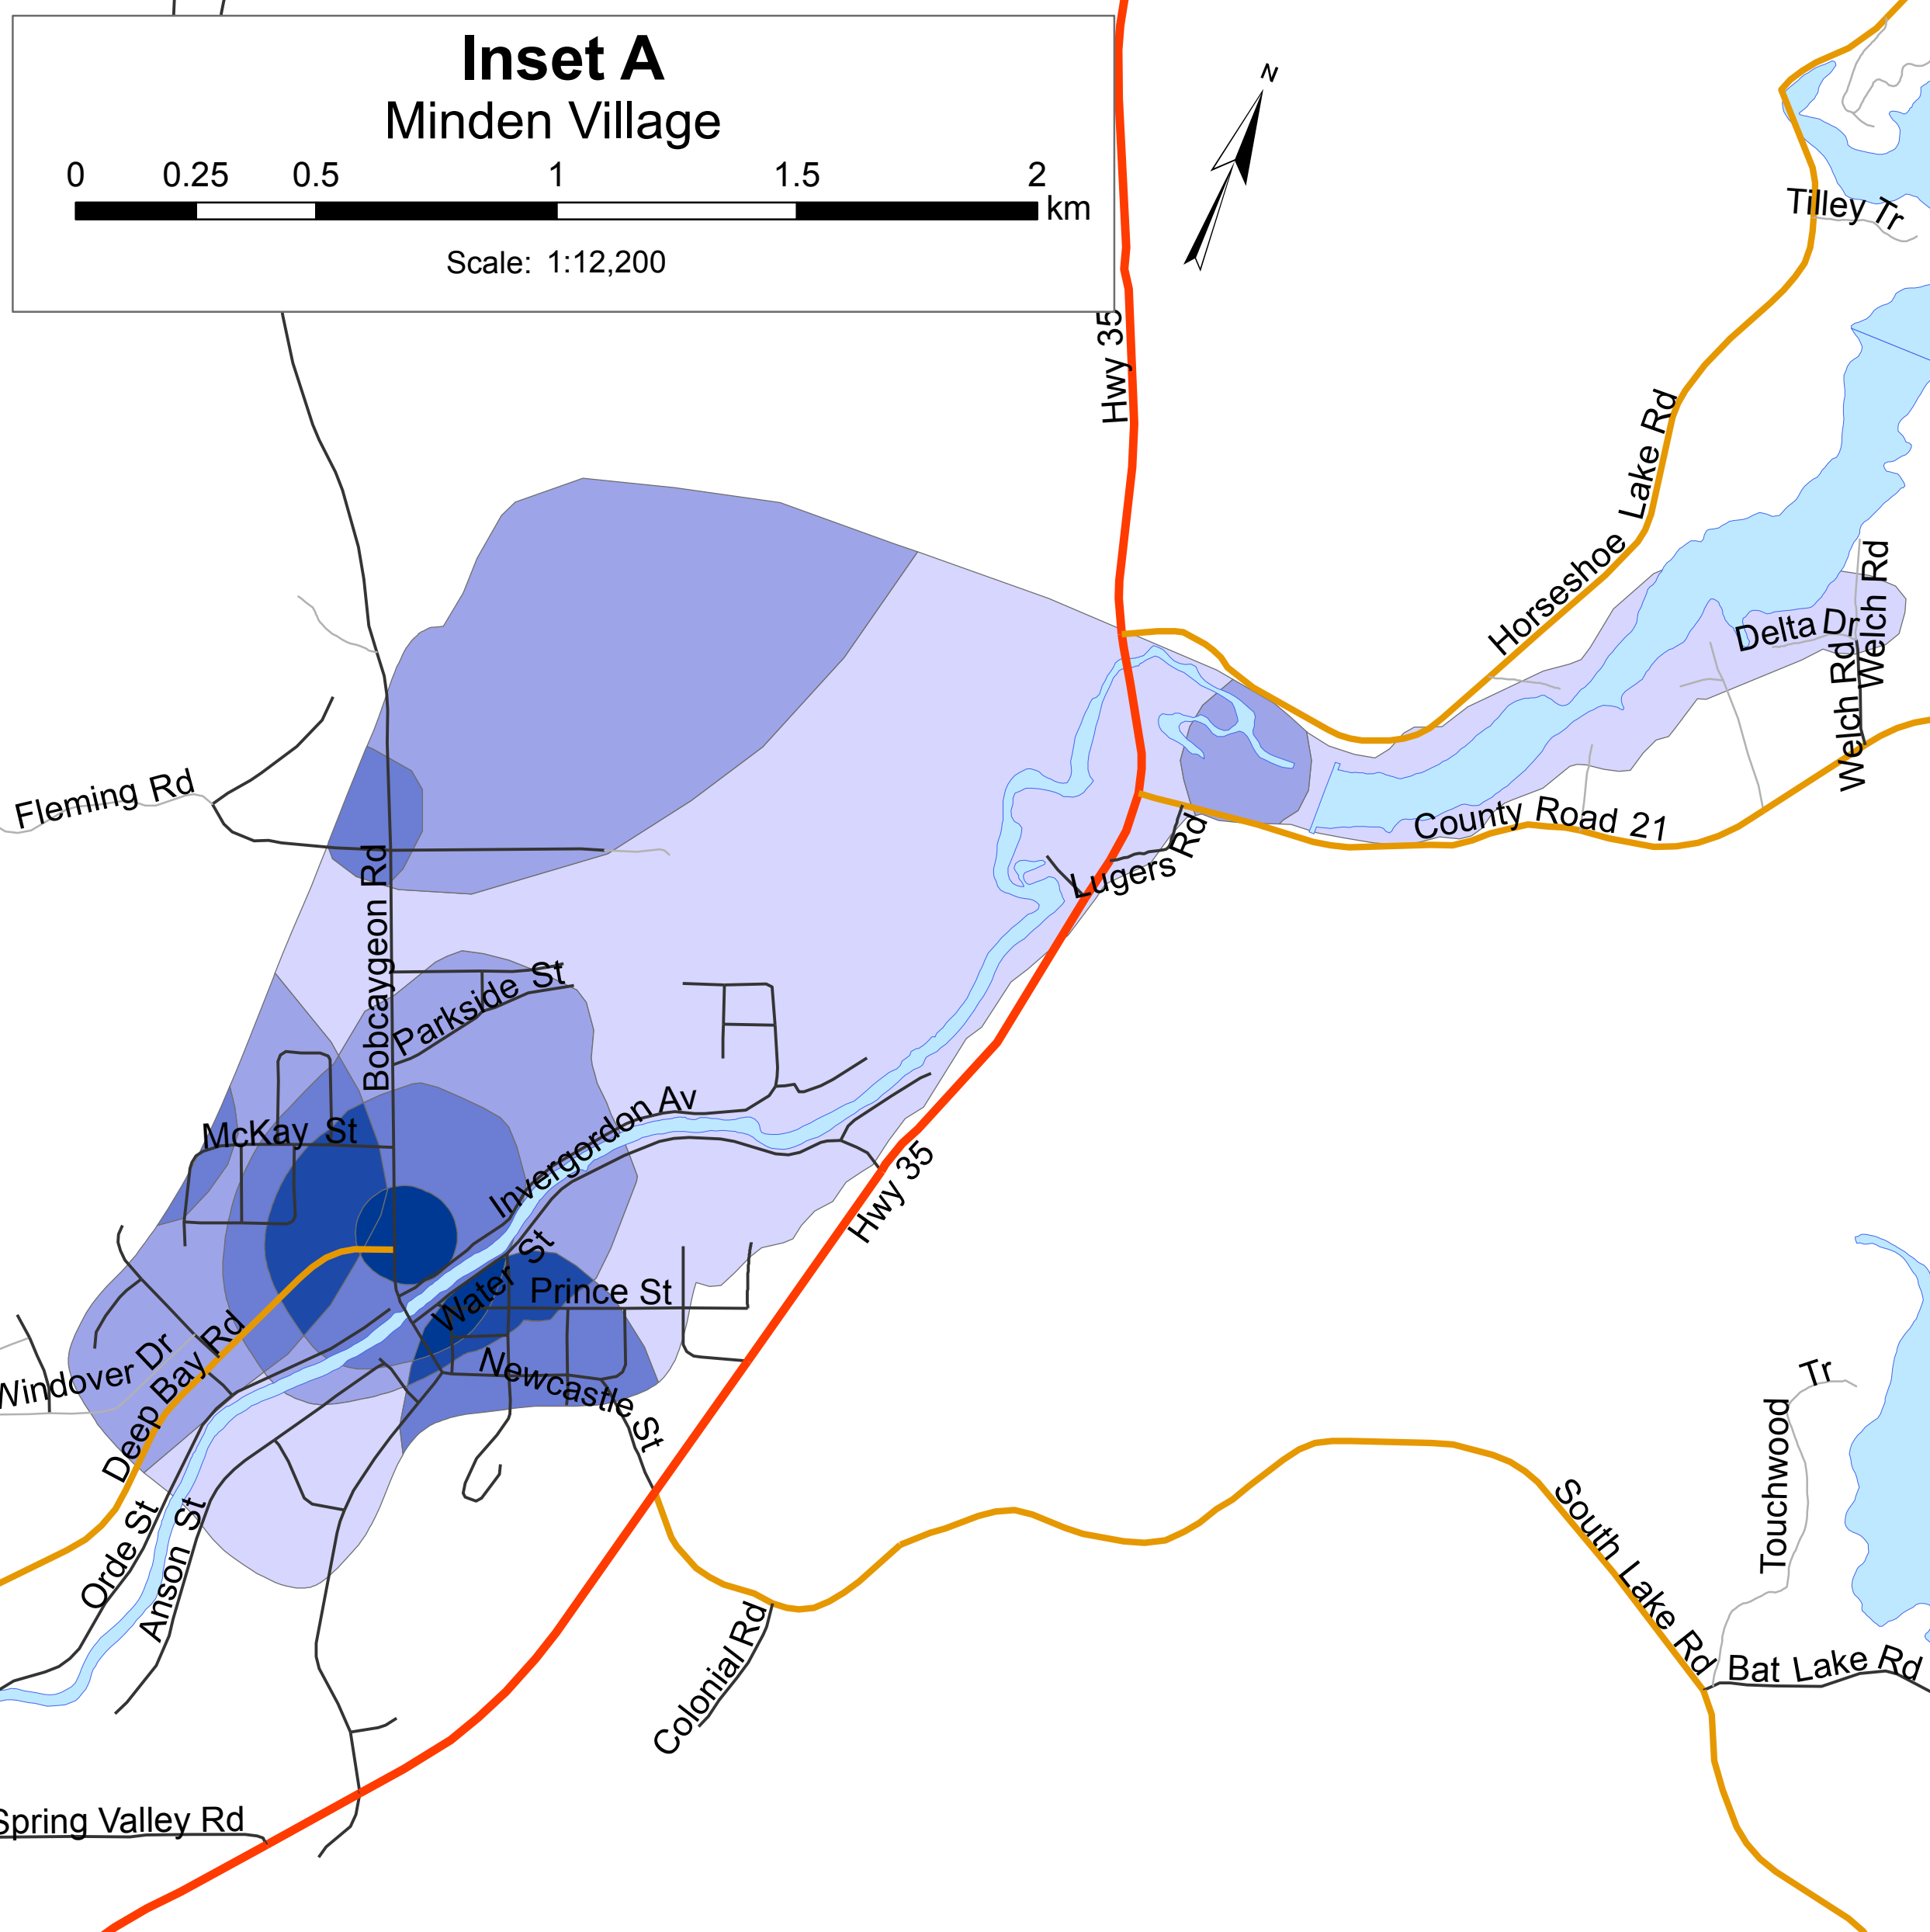 Inset A
Minden Village
0 0.25 0.5 1 1.5 2
km
Scale: 1:12,200
N
Tilley Tr
Hwy 35
Horseshoe Lake Rd
Welch Rd
Delta Dr
Welch Rd
Fleming Rd
County Road 21
Lugers Rd
Bobcaygeon Rd
Parkside St
Invergordon Av
McKay St
Hwy 35
Water St
Prince St
Windover Dr
Deep Bay Rd
Newcastle St
Tr
Touchwood
Orde St
Anson St
South Lake Rd
Colonial Rd
Bat Lake Rd
Spring Valley Rd